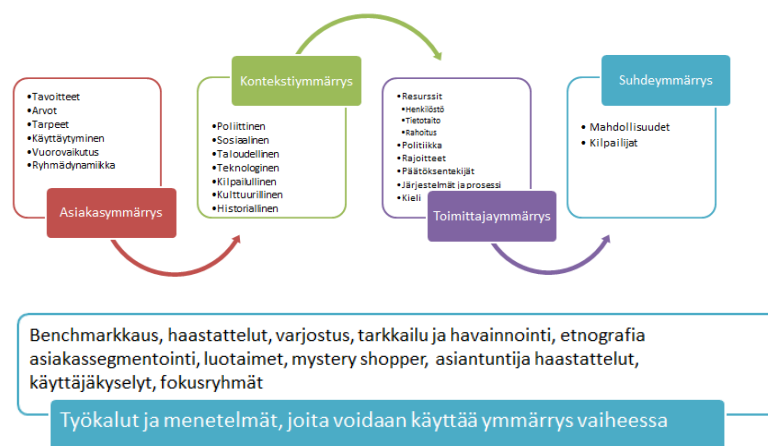 •Tavoitteet
•Arvot
•Tarpeet
•Käyttäytyminen
•Vuorovaikutus
•Ryhmädynamiikka
Asiakasymmärrys
Kontekstiymmärrys
•Poliittinen
•Sosiaalinen
•Taloudellinen
•Teknologinen
•Kilpailullinen
•Kulttuurillinen
•Historiallinen
•Resurssit
•Henkilöstö
•Tietotaito
•Rahoitus
•Politiikka
•Rajoitteet
•Päätöksentekijät
•Järjestelmät ja prosessi
•Kieli
Toimittajaymmärrys
Suhdeymmärrys
• Mahdollisuudet
• Kilpailijat
Benchmarkkaus, haastattelut, varjostus, tarkkailu ja havainnointi, etnografia
asiakassegmentointi, luotaimet, mystery shopper, asiantuntija haastattelut,
käyttäjäkyselyt, fokusryhmät
Työkalut ja menetelmät, joita voidaan käyttää ymmärrys vaiheessa